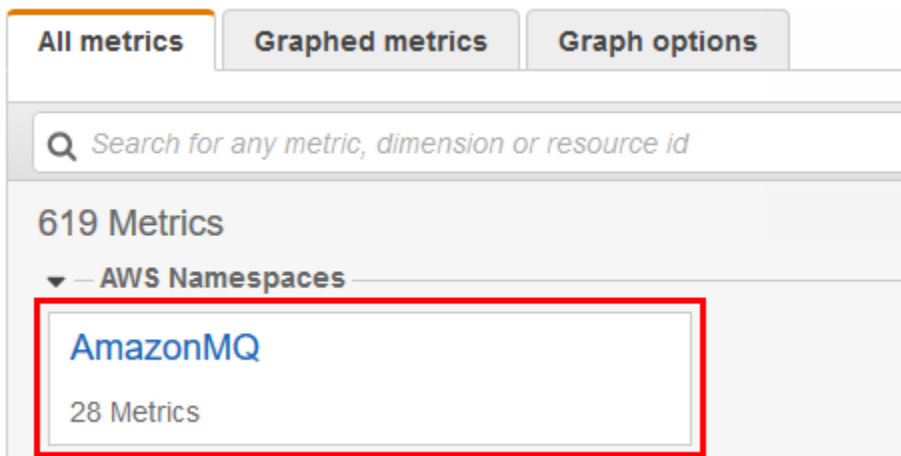 All metrics Graphed metrics Graph options
Search for any metric, dimension or resource id
619 Metrics
AWS Namespaces
AmazonMQ
28 Metrics